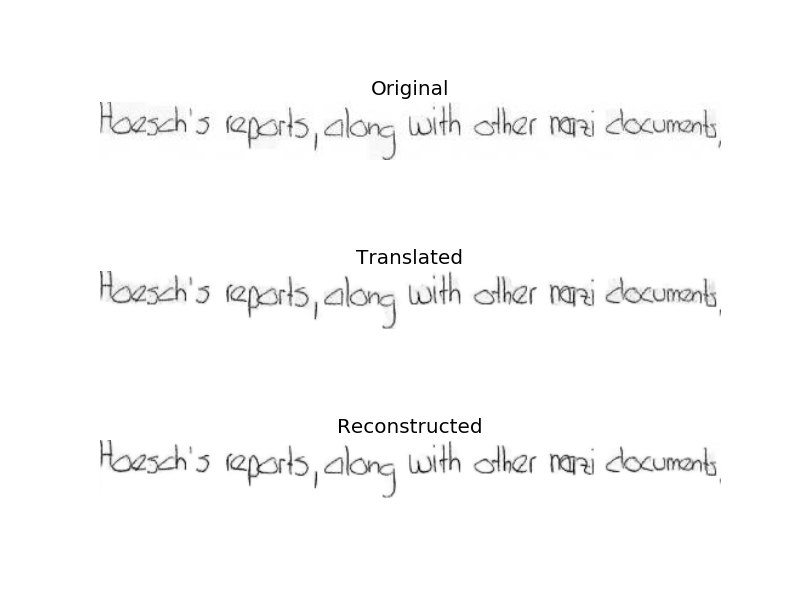 Original
Hoesch's reports, along with other nazi documents,
Translated
Hoesch's reports, along with other nazi documents,
Reconstructed
Hoesch's reports, along with other nazi documents,